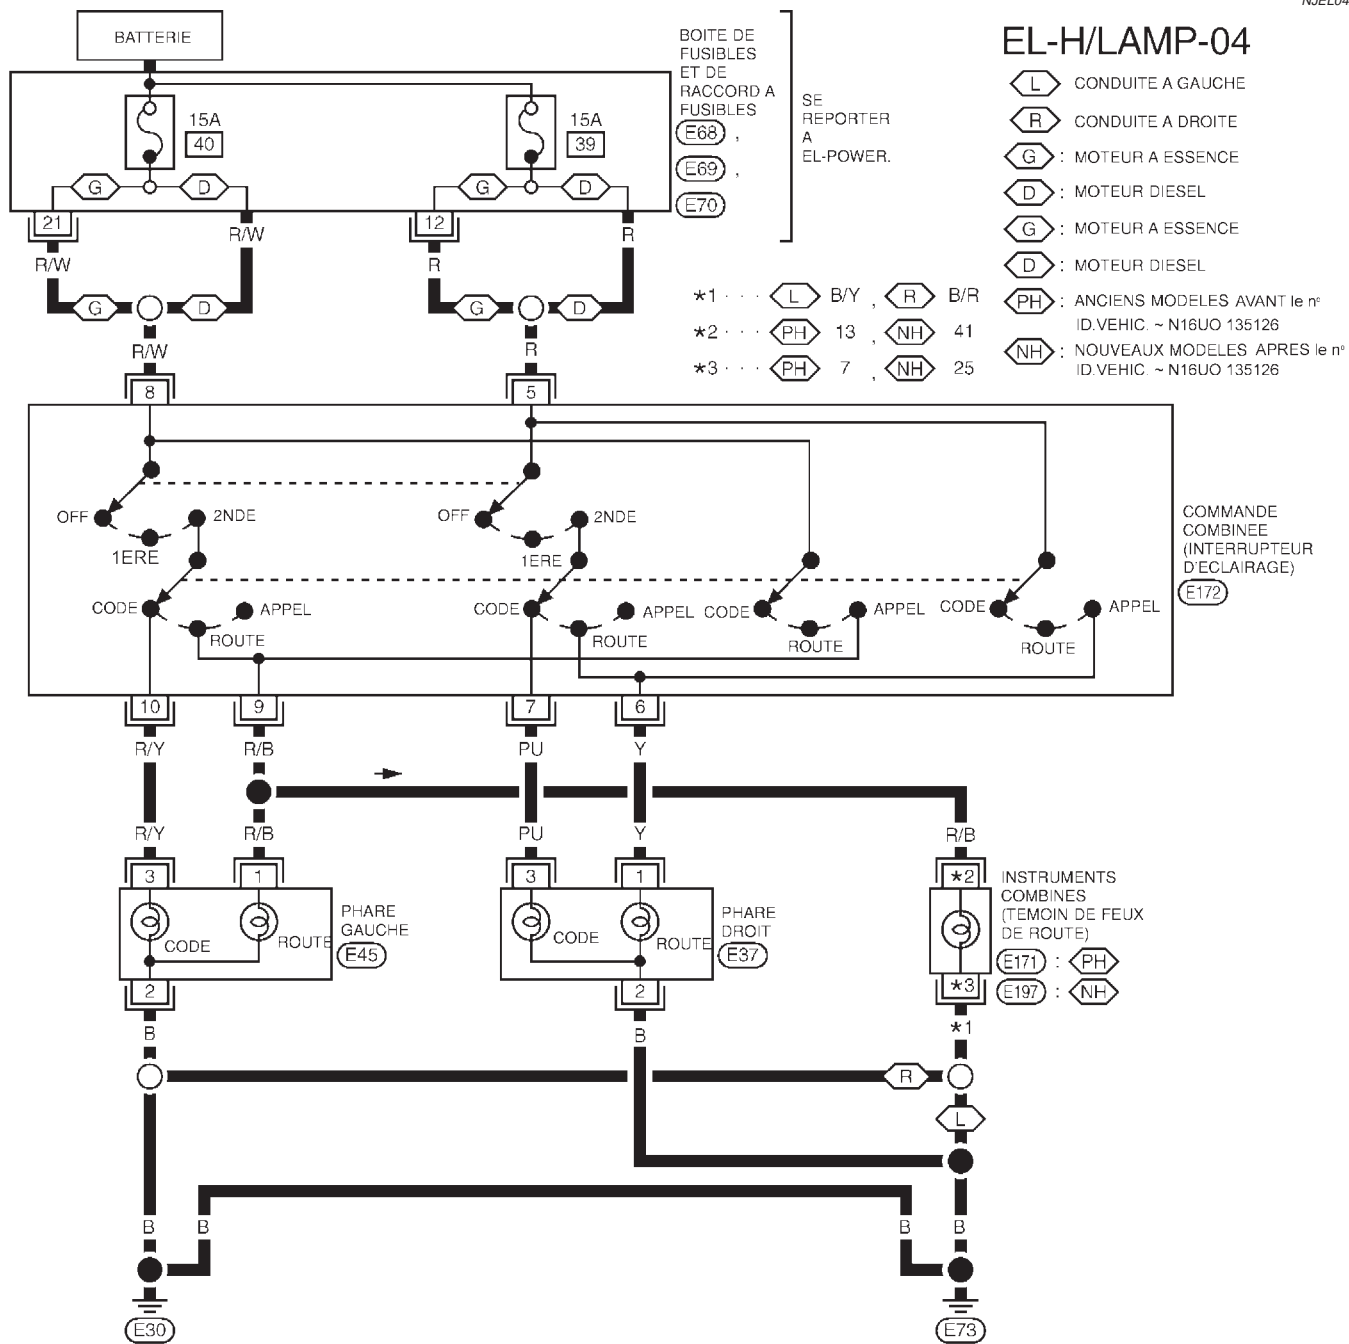 NJEL04
EL-H/LAMP-04
BATTERIE
BOITE DE
FUSIBLES
ET DE
RACCORD A
FUSIBLES
E68 ,
E69 ,
E70
SE
REPORTER
A
EL-POWER.
L CONDUITE A GAUCHE
R CONDUITE A DROITE
G : MOTEUR A ESSENCE
D : MOTEUR DIESEL
G : MOTEUR A ESSENCE
D : MOTEUR DIESEL
PH : ANCIENS MODELES AVANT le nº
ID.VEHIC. ~ N16UO 135126
NH : NOUVEAUX MODELES APRES le nº
ID.VEHIC. ~ N16UO 135126
15A
40
15A
39
G D G D
21 R/W 12 R
R/W R
G D G D
R/W R
*1 · · · L B/Y , R B/R
*2 · · · PH 13 , NH 41
*3 · · · PH 7 , NH 25
8 5
OFF 2NDE OFF 2NDE
1ERE 1ERE
CODE APPEL CODE APPEL CODE APPEL CODE APPEL
ROUTE ROUTE ROUTE ROUTE
COMMANDE
COMBINEE
(INTERRUPTEUR
D'ECLAIRAGE)
E172
10 9 7 6
R/Y R/B PU Y
R/Y R/B PU Y R/B
3 1 3 1 *2
CODE ROUTE
PHARE
GAUCHE
E45
CODE ROUTE
PHARE
DROIT
E37
INSTRUMENTS
COMBINES
(TEMOIN DE FEUX
DE ROUTE)
E171 : PH
E197 : NH
2 2 *3
B B *1
R
L
B B B B
E30 E73